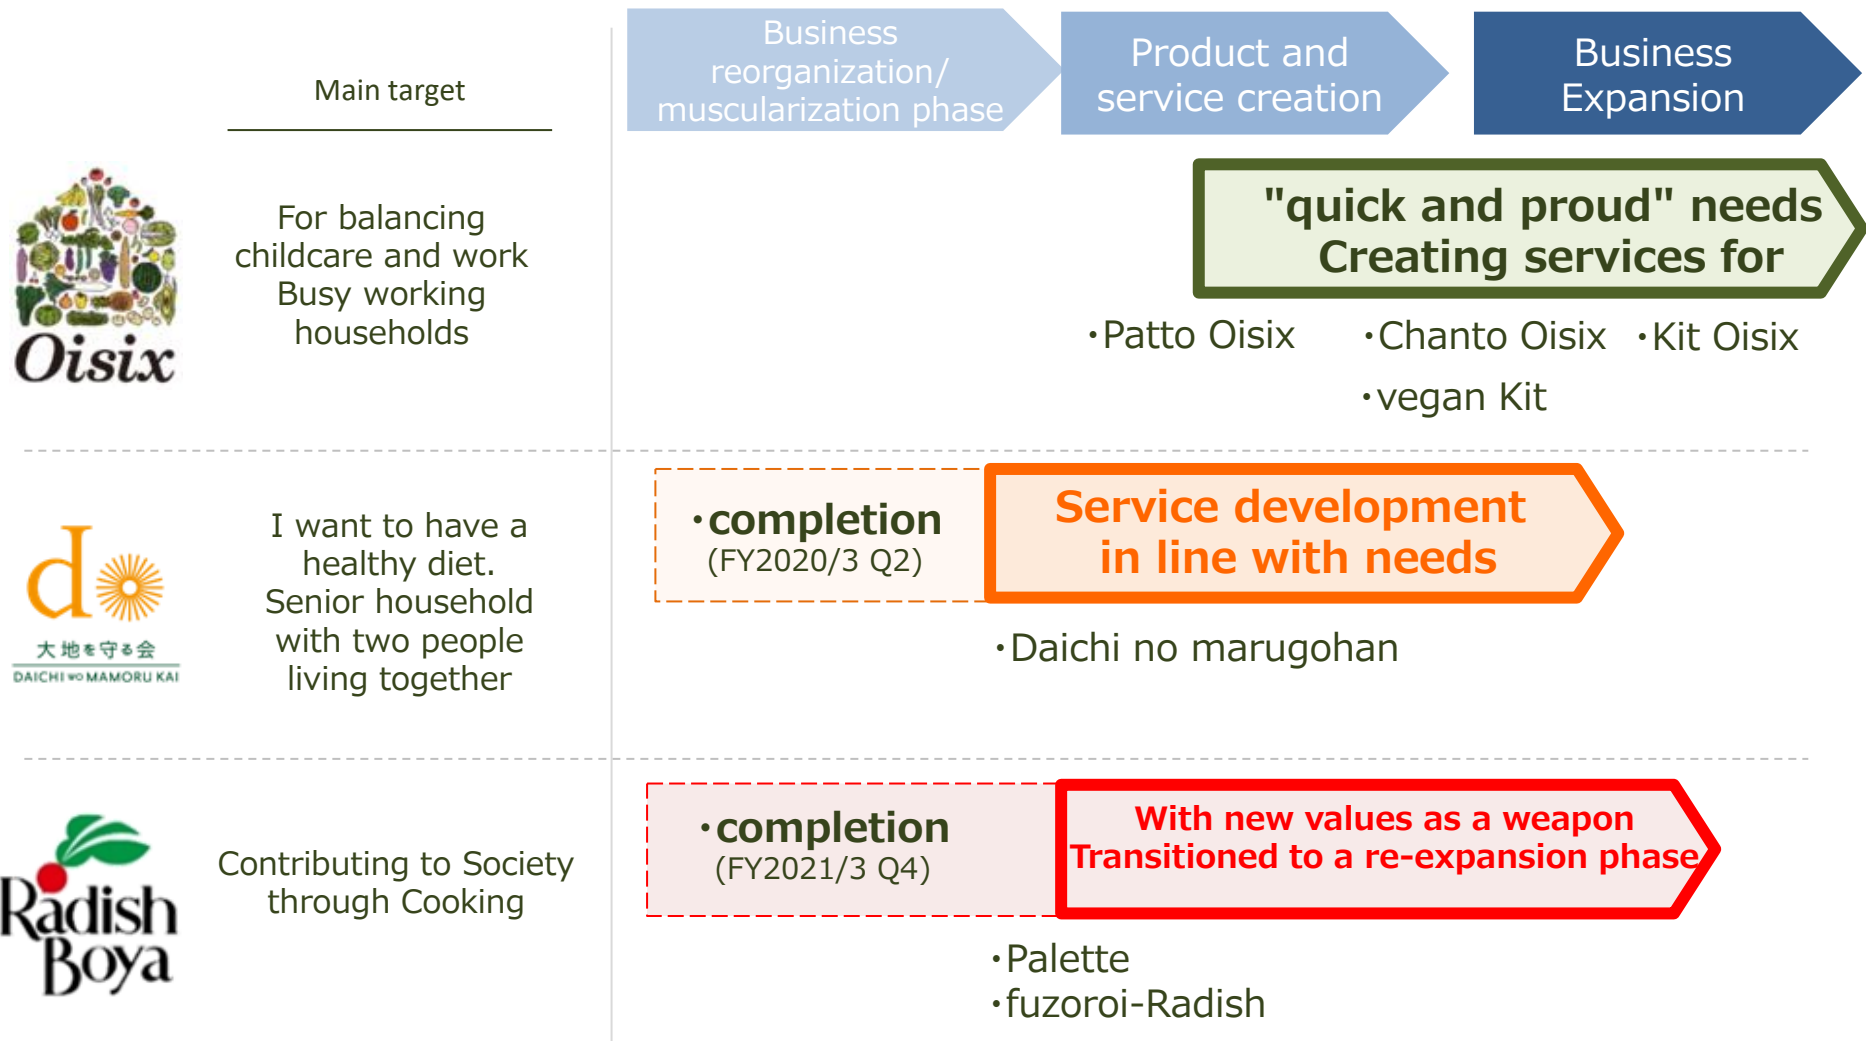 Main target
Business
reorganization/
muscularization phase
Product and
service creation
Business
Expansion
Oisix
For balancing
childcare and work
Busy working
households
"quick and proud" needs
Creating services for
・Patto Oisix
・Chanto Oisix
・Kit Oisix
・vegan Kit
d
大地を守る会
DAICHI WO MAMORU KAI
I want to have a
healthy diet.
Senior household
with two people
living together
・completion
(FY2020/3 Q2)
Service development
in line with needs
・Daichi no marugohan
Radish
Boya
Contributing to Society
through Cooking
・completion
(FY2021/3 Q4)
With new values as a weapon
Transitioned to a re-expansion phase
・Palette
・fuzoroi-Radish